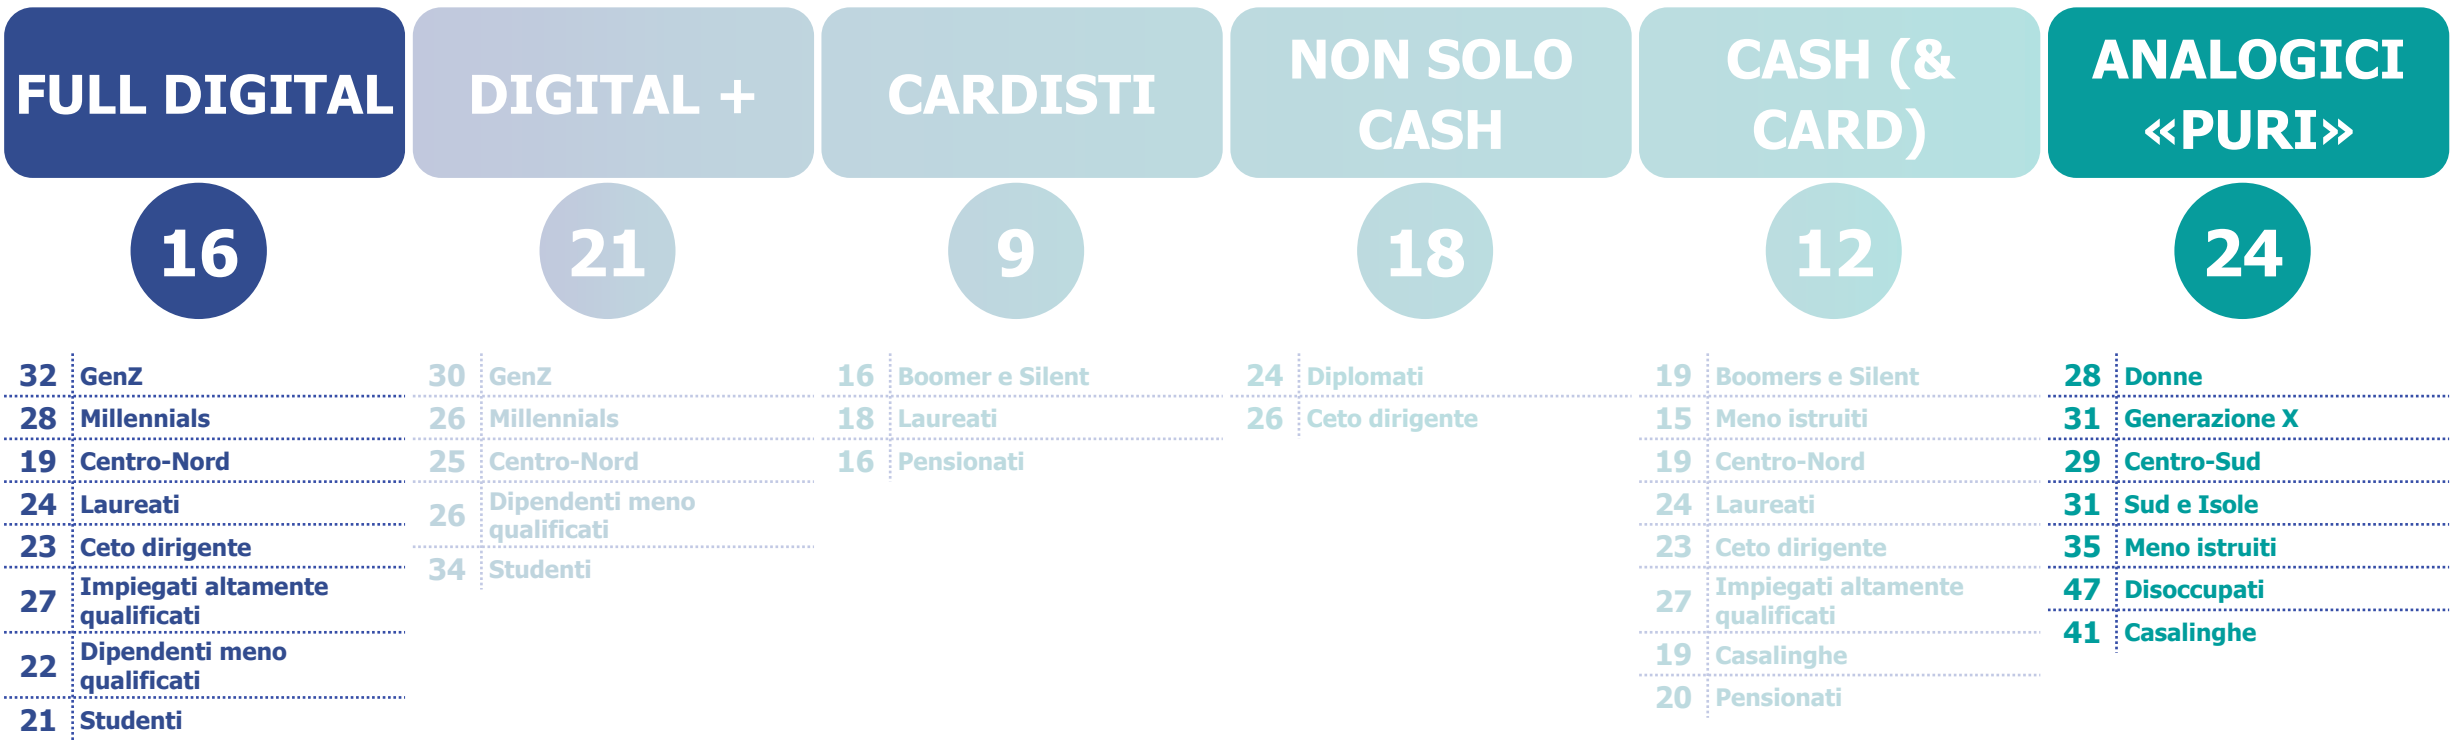 FULL DIGITAL
16
32 GenZ
28 Millennials
19 Centro-Nord
24 Laureati
23 Ceto dirigente
27 Impiegati altamente
qualificati
22 Dipendenti meno
qualificati
21 Studenti
DIGITAL +
21
30 GenZ
26 Millennials
25 Centro-Nord
26 Dipendenti meno
qualificati
34 Studenti
CARDISTI
9
16 Boomer e Silent
18 Laureati
16 Pensionati
NON SOLO
CASH
18
24 Diplomati
26 Ceto dirigente
CASH (&
CARD)
12
19 Boomers e Silent
15 Meno istruiti
19 Centro-Nord
24 Laureati
23 Ceto dirigente
27 Impiegati altamente
qualificati
19 Casalinghe
20 Pensionati
ANALOGICI
«PURI»
24
28 Donne
31 Generazione X
29 Centro-Sud
31 Sud e Isole
35 Meno istruiti
47 Disoccupati
41 Casalinghe